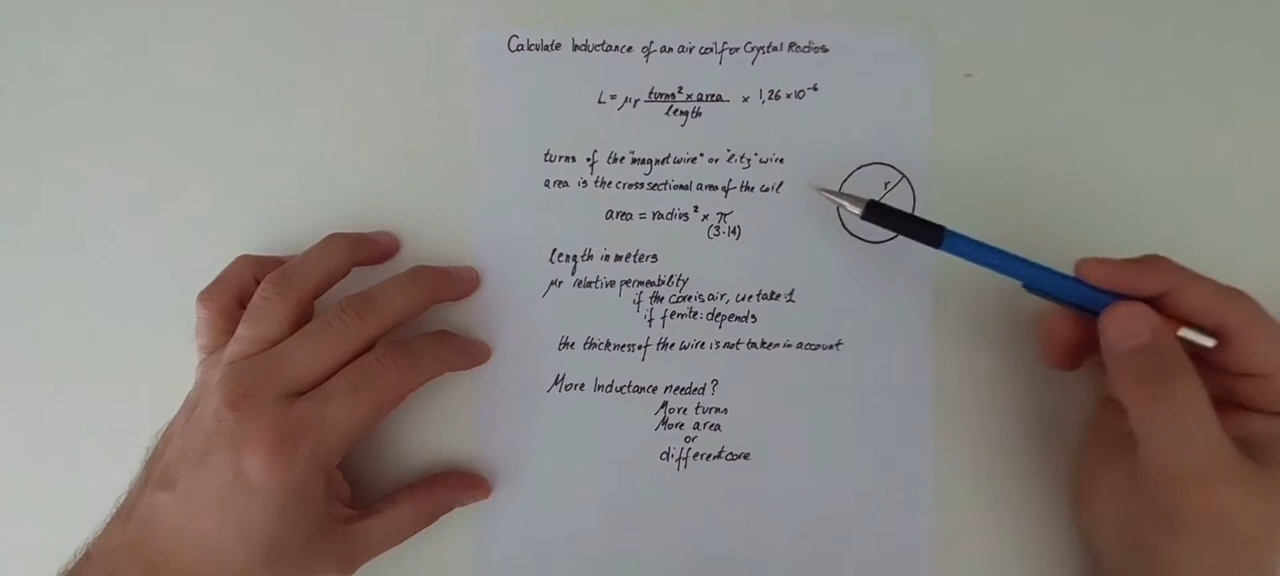 Calculate Inductance of an air coil for Crystal Radios
L = μr turns² × area / length × 1,26 × 10⁻⁶
turns of the "magnet wire" or "litz" wire
area is the cross sectional area of the coil
r
area = radius² × π
(3.14)
length in meters
μr relative permeability
if the core is air, we take 1
if ferrite: depends
the thickness of the wire is not taken in account
More Inductance needed?
More turns
More area
or
different core